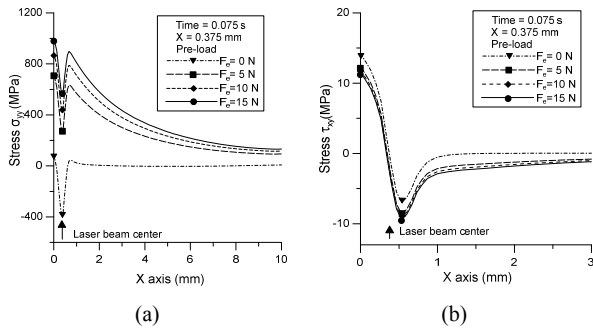 (a)
1200
800
400
0
-400
Stress σyy(MPa)
Time = 0.075 s
X = 0.375 mm
Pre-load
Fe= 0 N
Fe= 5 N
Fe= 10 N
Fe= 15 N
Laser beam center
0 2 4 6 8 10
X axis (mm)
(a)
(b)
20
10
0
-10
Stress τxy(MPa)
Time = 0.075 s
X = 0.375 mm
Pre-load
Fe= 0 N
Fe= 5 N
Fe= 10 N
Fe=15 N
Laser beam center
0 1 2 3
X axis (mm)
(b)